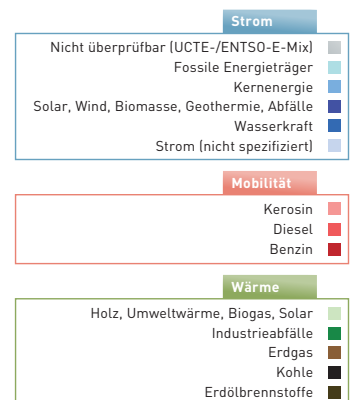 Strom
Nicht überprüfbar (UCTE-/ENTSO-E-Mix)
Fossile Energieträger
Kernenergie
Solar, Wind, Biomasse, Geothermie, Abfälle
Wasserkraft
Strom (nicht spezifiziert)
Mobilität
Kerosin
Diesel
Benzin
Wärme
Holz, Umweltwärme, Biogas, Solar
Industrieabfälle
Erdgas
Kohle
Erdölbrennstoffe